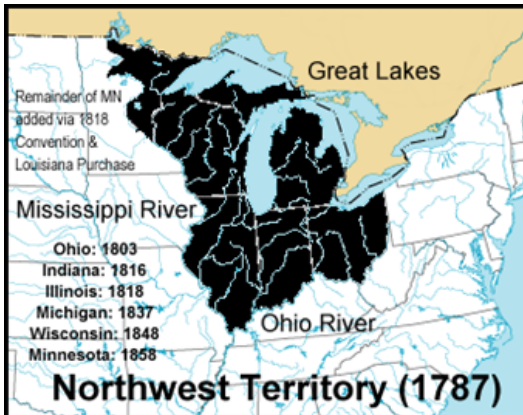 Great Lakes
Remainder of MN
added via 1818
Convention &
Louisiana Purchase
Mississippi River
Ohio: 1803
Indiana: 1816
Illinois: 1818
Michigan: 1837
Wisconsin: 1848
Minnesota: 1858
Ohio River
Northwest Territory (1787)